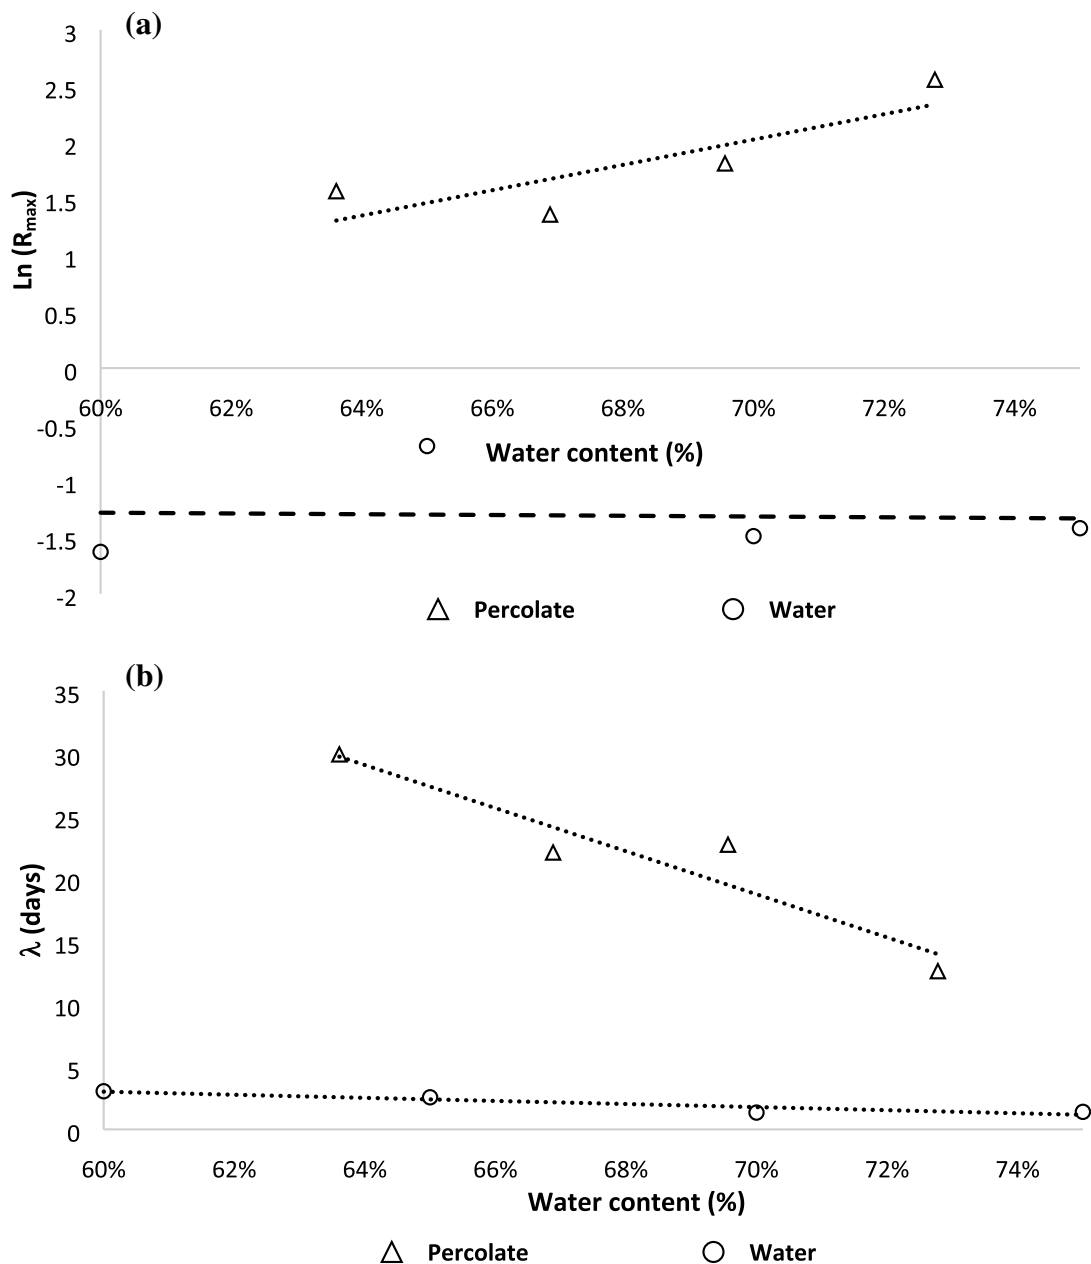 (a)
3
2.5
2
1.5
1
0.5
0
-0.5
-1
-1.5
-2
Ln (Rmax)
60% 62% 64% 66% 68% 70% 72% 74%
Water content (%)
Percolate Water
(b)
35
30
25
20
15
10
5
0
λ (days)
60% 62% 64% 66% 68% 70% 72% 74%
Water content (%)
Percolate Water